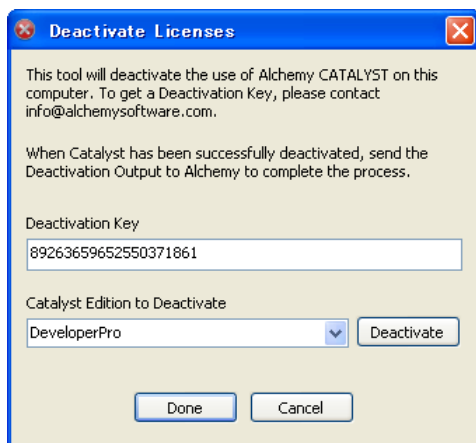 Deactivate Licenses
This tool will deactivate the use of Alchemy CATALYST on this
computer. To get a Deactivation Key, please contact
info@alchemysoftware.com.
When Catalyst has been successfully deactivated, send the
Deactivation Output to Alchemy to complete the process.
Deactivation Key
89263659652550371861
Catalyst Edition to Deactivate
DeveloperPro
Deactivate
Done
Cancel